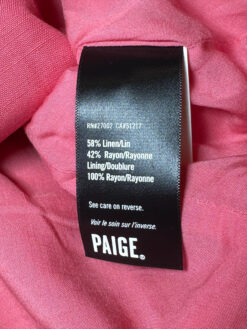 RN#27002 CA#51217
58% Linen/Lin
42% Rayon/Rayonne
Lining/Doublure
100% Rayon/Rayonne
See care on reverse.
Voir le soin sur l'inverse.
PAIGE®